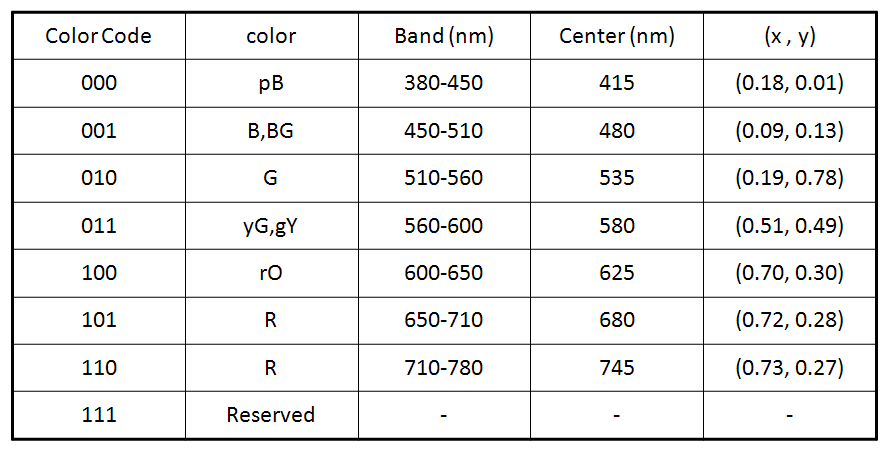 Color Code color Band (nm) Center (nm) (x , y)
000 pB 380-450 415 (0.18, 0.01)
001 B,BG 450-510 480 (0.09, 0.13)
010 G 510-560 535 (0.19, 0.78)
011 yG,gY 560-600 580 (0.51, 0.49)
100 rO 600-650 625 (0.70, 0.30)
101 R 650-710 680 (0.72, 0.28)
110 R 710-780 745 (0.73, 0.27)
111 Reserved - - -